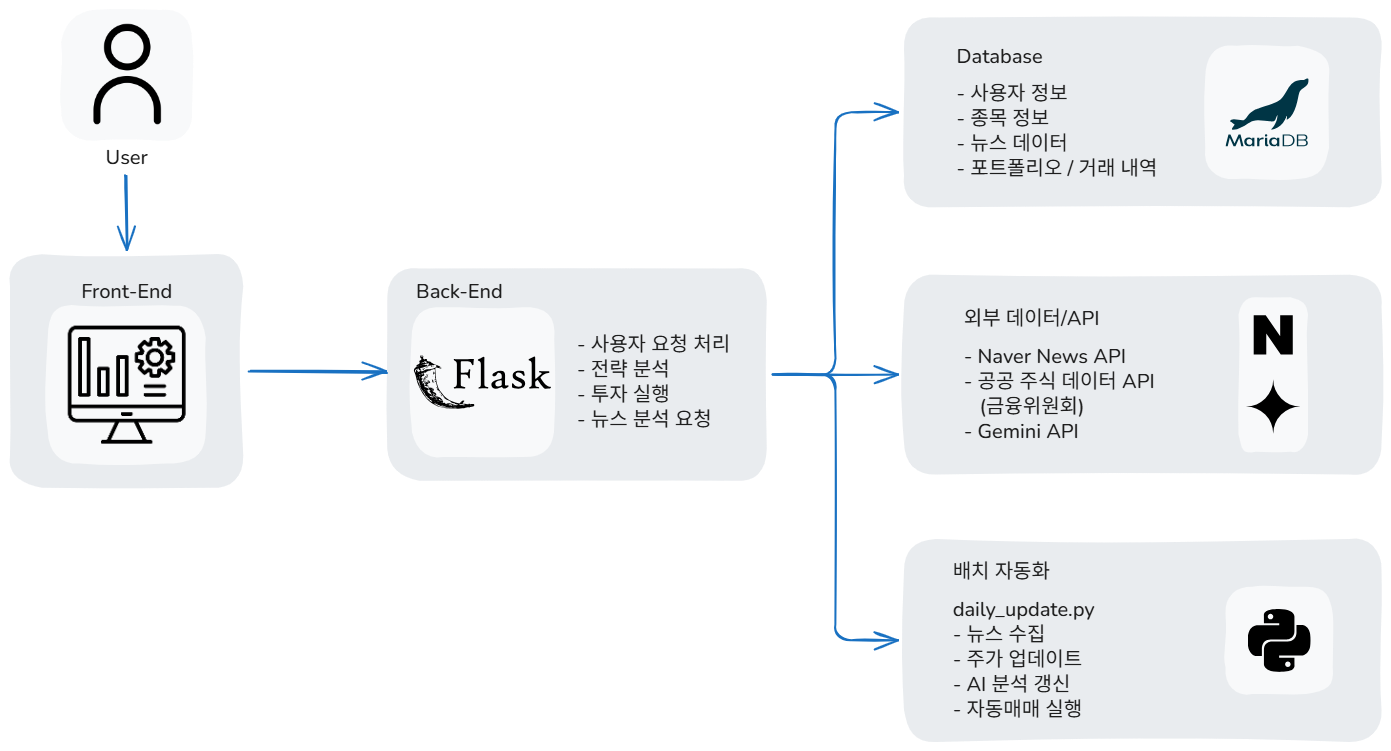 User
Front-End
Back-End
Flask
- 사용자 요청 처리
- 전략 분석
- 투자 실행
- 뉴스 분석 요청
Database
- 사용자 정보
- 종목 정보
- 뉴스 데이터
- 포트폴리오 / 거래 내역
MariaDB
외부 데이터/API
- Naver News API
- 공공 주식 데이터 API
(금융위원회)
- Gemini API
N
배치 자동화
daily_update.py
- 뉴스 수집
- 주가 업데이트
- AI 분석 갱신
- 자동매매 실행